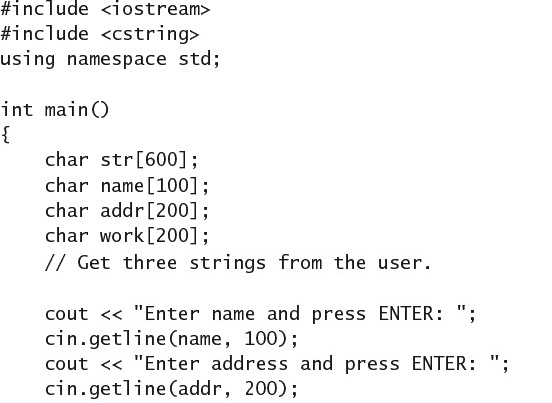 #include <iostream>
#include <cstring>
using namespace std;

int main()
{
    char str[600];
    char name[100];
    char addr[200];
    char work[200];
    // Get three strings from the user.

    cout << "Enter name and press ENTER: ";
    cin.getline(name, 100);
    cout << "Enter address and press ENTER: ";
    cin.getline(addr, 200);